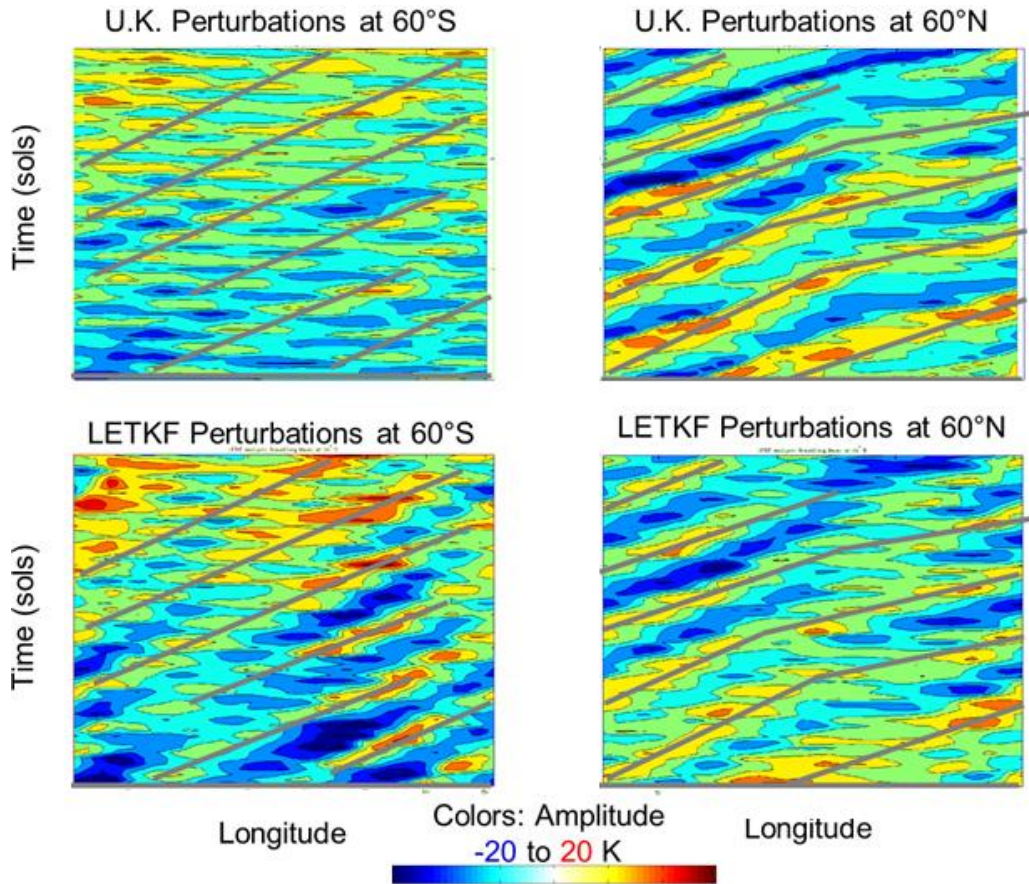 U.K. Perturbations at 60°S
U.K. Perturbations at 60°N
Time (sols)
LETKF Perturbations at 60°S
LETKF Perturbations at 60°N
Time (sols)
Longitude
Colors: Amplitude
-20 to 20 K
Longitude